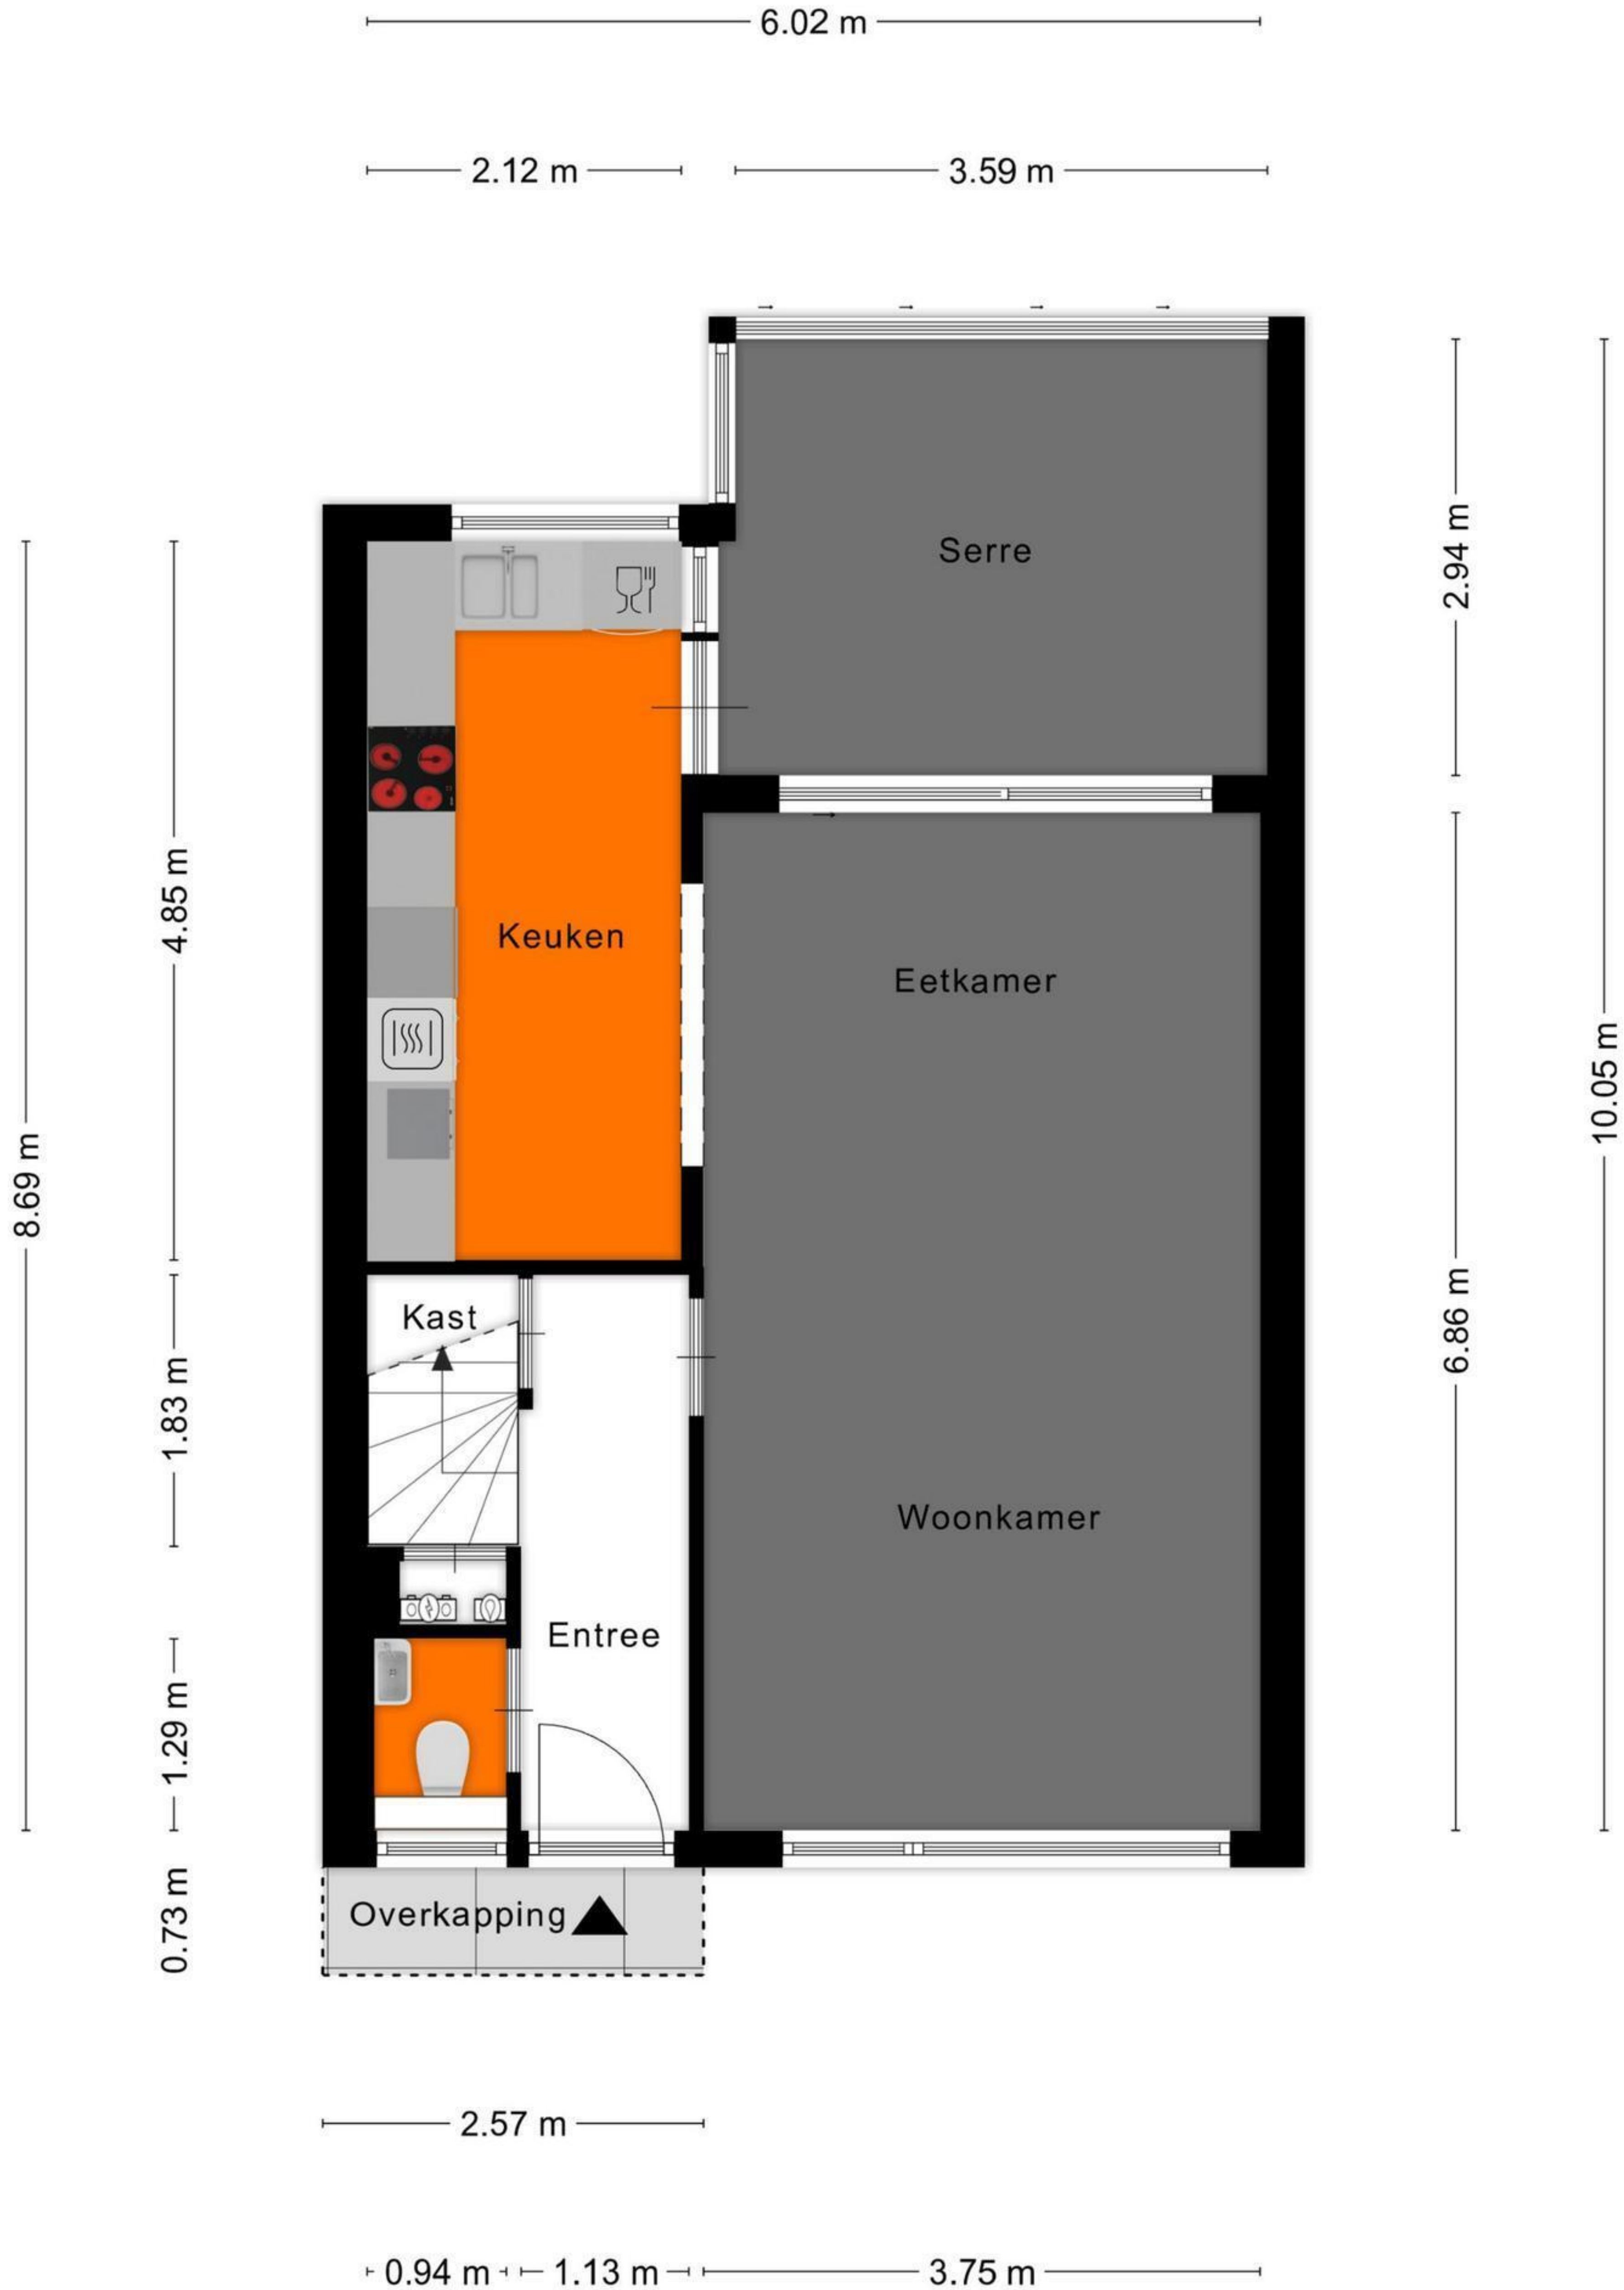 6.02 m
2.12 m
3.59 m
Serre
2.94 m
4.85 m
Keuken
Eetkamer
10.05 m
8.69 m
Kast
6.86 m
1.83 m
Woonkamer
Entree
1.29 m
Overkapping
0.73 m
2.57 m
0.94 m
1.13 m
3.75 m